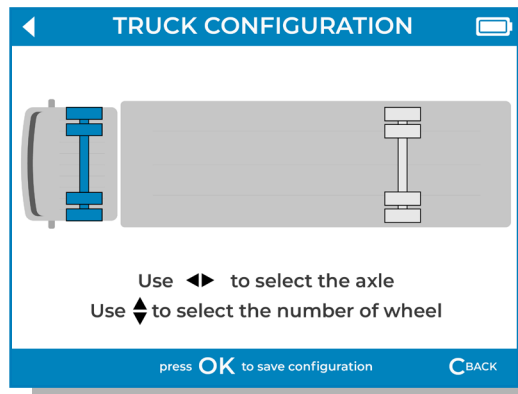 TRUCK CONFIGURATION
Use ◀▶ to select the axle
Use ▲▼ to select the number of wheel
press OK to save configuration
CBACK